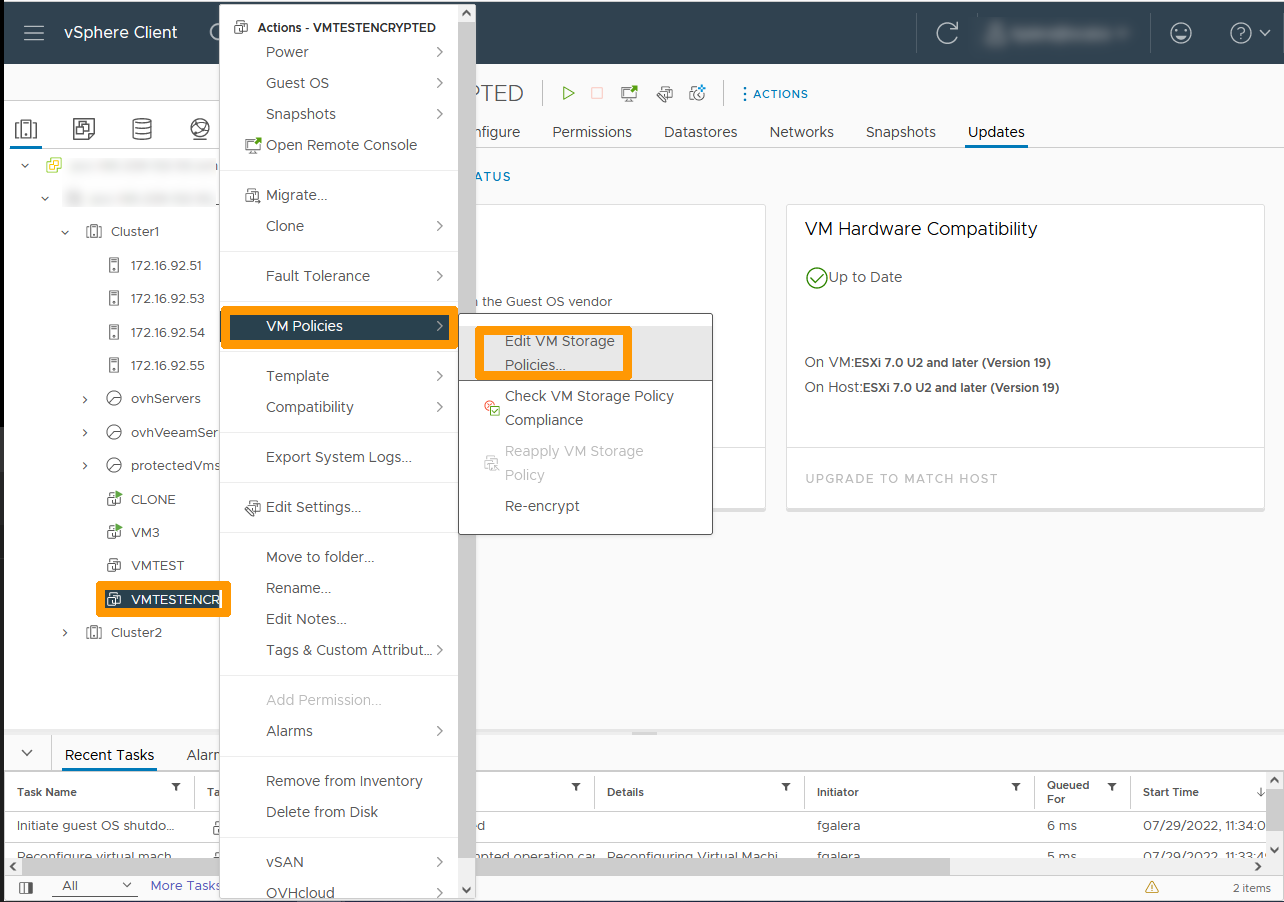 vSphere Client
Actions - VMTESTENCRYPTED
Power
Guest OS
Snapshots
Open Remote Console
Migrate...
Clone
Fault Tolerance
VM Policies
Template
Compatibility
Export System Logs...
Edit Settings...
Move to folder...
Rename...
Edit Notes...
Tags & Custom Attribut...
Add Permission...
Alarms
Remove from Inventory
Delete from Disk
vSAN
OVHcloud
Edit VM Storage
Policies...
Check VM Storage Policy
Compliance
Reapply VM Storage
Policy
Re-encrypt
PTED
ACTIONS
nfigure Permissions Datastores Networks Snapshots Updates
ATUS
the Guest OS vendor
VM Hardware Compatibility
Up to Date
On VM:ESXi 7.0 U2 and later (Version 19)
On Host:ESXi 7.0 U2 and later (Version 19)
UPGRADE TO MATCH HOST
Cluster1
172.16.92.51
172.16.92.53
172.16.92.54
172.16.92.55
ovhServers
ovhVeeamSer
protectedVms
CLONE
VM3
VMTEST
VMTESTENCR
Cluster2
Recent Tasks Alarr
Task Name Ta Details Initiator Queued For Start Time
Initiate guest OS shutdo... ed fgalera 6 ms 07/29/2022, 11:34:0
Reconfigure virtual mach mpted operation car Reconfiguring Virtual Machi fgalera 5 ms 07/29/2022, 11:33:4
All More Tasks 2 items